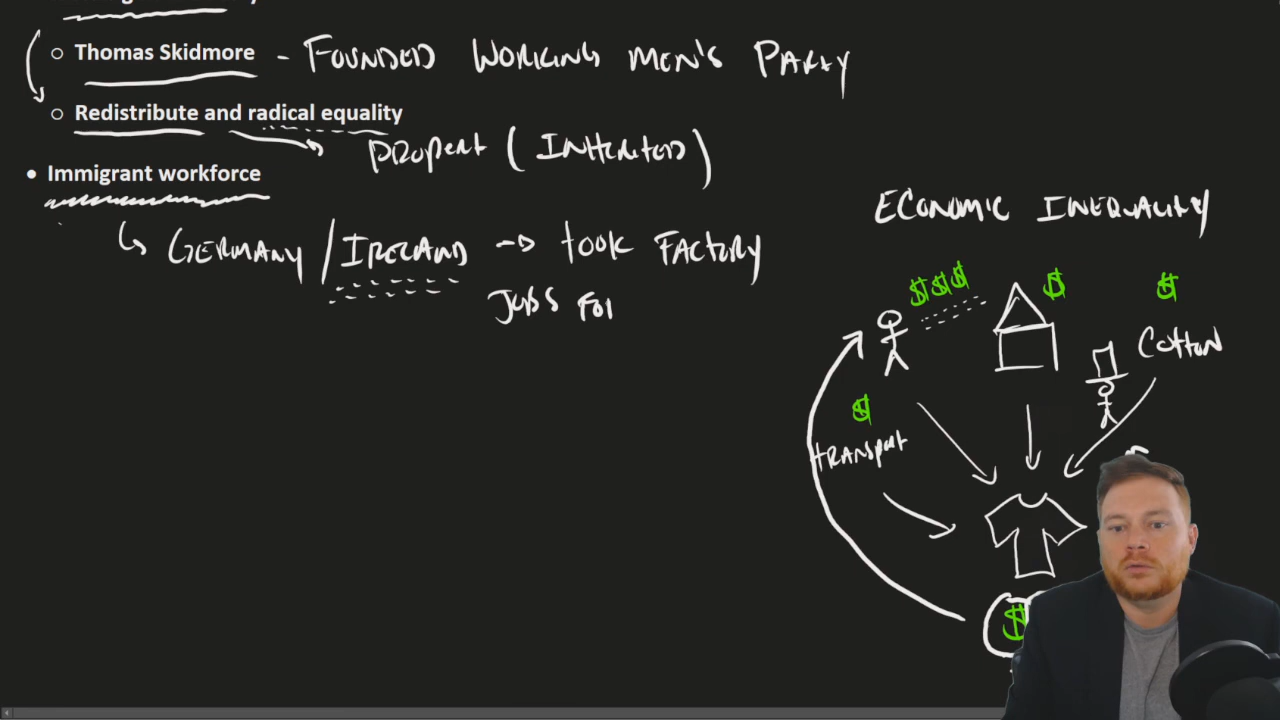 Thomas Skidmore - FOUNDED WORKING MEN'S PARTY
Redistribute and radical equality
PROPERT (INHERITED)
Immigrant workforce
GERMANY / IRELAND → took FACTORY
JOBS FOR
ECONOMIC INEQUALITY
$$$ $ $
Cotton
$
TRANSPORT
$